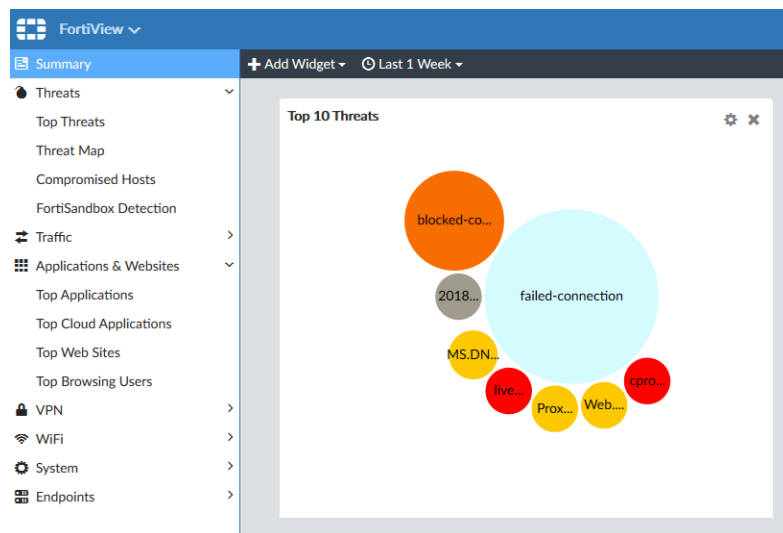 FortiView
Summary
Add Widget
Last 1 Week
Threats
Top Threats
Threat Map
Compromised Hosts
FortiSandbox Detection
Traffic
Applications & Websites
Top Applications
Top Cloud Applications
Top Web Sites
Top Browsing Users
VPN
WiFi
System
Endpoints
Top 10 Threats
blocked-co...
2018...
failed-connection
MS.DN...
live...
Prox...
Web....
cpro...